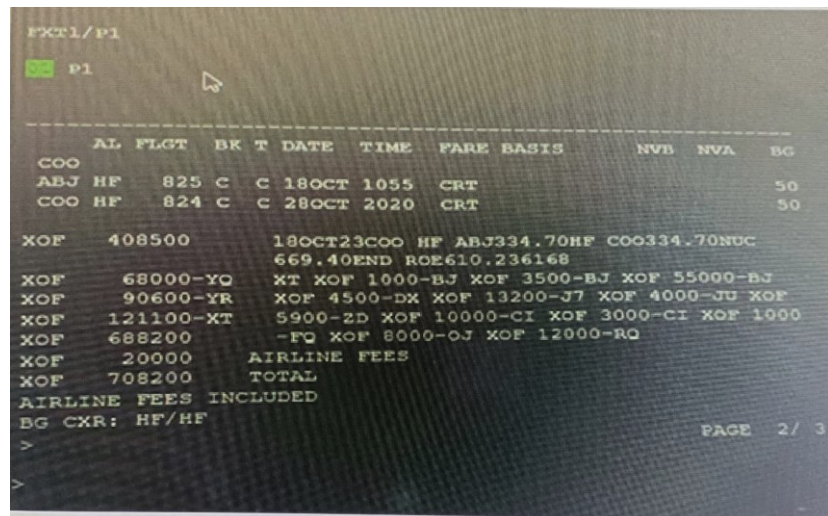 FXT1/P1
02 P1
AL FLGT BK T DATE TIME FARE BASIS NVB NVA BG
COO
ABJ HF 825 C C 18OCT 1055 CRT 50
COO HF 824 C C 28OCT 2020 CRT 50
XOF 408500 18OCT23COO HF ABJ334.70HF COO334.70NUC
669.40END ROE610.236168
XOF 68000-YQ XT XOF 1000-BJ XOF 3500-BJ XOF 55000-BJ
XOF 90600-YR XOF 4500-DX XOF 13200-J7 XOF 4000-JU XOF
XOF 121100-XT 5900-ZD XOF 10000-CI XOF 3000-CI XOF 1000
XOF 688200 -FQ XOF 8000-OJ XOF 12000-RQ
XOF 20000 AIRLINE FEES
XOF 708200 TOTAL
AIRLINE FEES INCLUDED
BG CXR: HF/HF
PAGE 2/ 3
>
>